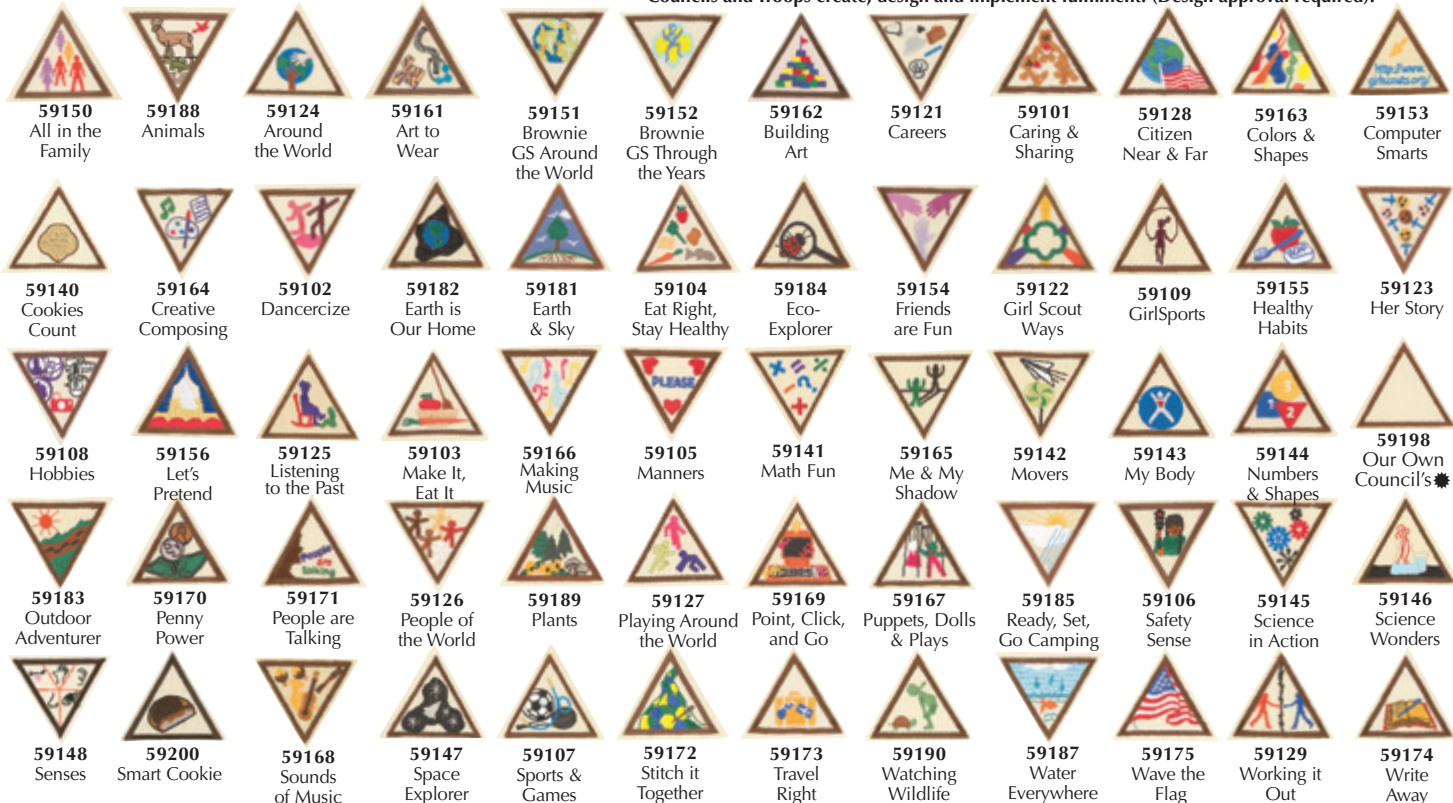 Councils and Troops create, design and implement fulfillment. (Design approval required).
59150
All in the
Family
59188
Animals
59124
Around
the World
59161
Art to
Wear
59151
Brownie
GS Around
the World
59152
Brownie
GS Through
the Years
59162
Building
Art
59121
Careers
59101
Caring &
Sharing
59128
Citizen
Near & Far
59163
Colors &
Shapes
http://www.
girlscouts.org/
59153
Computer
Smarts
59140
Cookies
Count
59164
Creative
Composing
59102
Dancercize
59182
Earth is
Our Home
59181
Earth
& Sky
59104
Eat Right,
Stay Healthy
59184
Eco-
Explorer
59154
Friends
are Fun
59122
Girl Scout
Ways
59109
GirlSports
59155
Healthy
Habits
59123
Her Story
59108
Hobbies
59156
Let's
Pretend
59125
Listening
to the Past
59103
Make It,
Eat It
59166
Making
Music
PLEASE
59105
Manners
59141
Math Fun
59165
Me & My
Shadow
59142
Movers
59143
My Body
3
1
2
59144
Numbers
& Shapes
59198
Our Own
Council's
59183
Outdoor
Adventurer
59170
Penny
Power
People
are
talking
59171
People are
Talking
59126
People of
the World
59189
Plants
59127
Playing Around
the World
59169
Point, Click,
and Go
59167
Puppets, Dolls
& Plays
59185
Ready, Set,
Go Camping
59106
Safety
Sense
59145
Science
in Action
59146
Science
Wonders
59148
Senses
59200
Smart Cookie
59168
Sounds
of Music
59147
Space
Explorer
59107
Sports &
Games
59172
Stitch it
Together
59173
Travel
Right
59190
Watching
Wildlife
59187
Water
Everywhere
59175
Wave the
Flag
59129
Working it
Out
59174
Write
Away